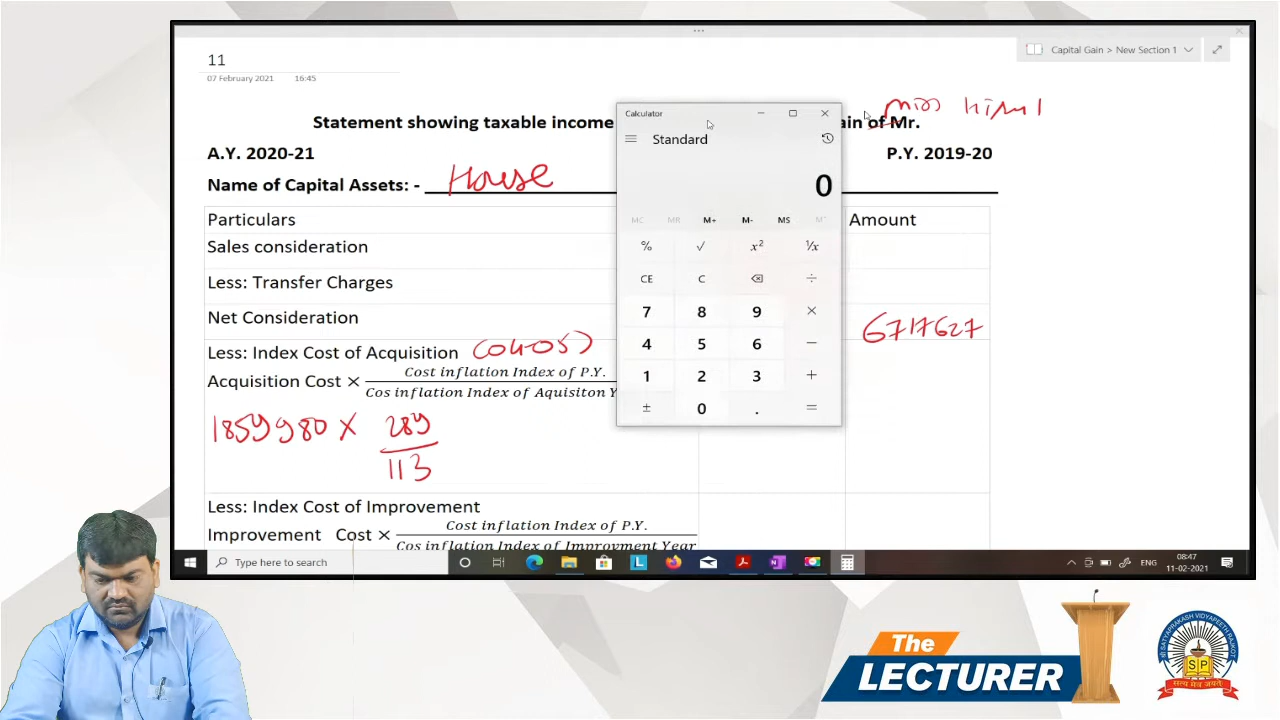 11
07 February 2021 16:45
Capital Gain > New Section 1
Statement showing taxable income
ain of Mr.
A.Y. 2020-21
P.Y. 2019-20
Name of Capital Assets: - House
Particulars
Amount
Sales consideration
Less: Transfer Charges
Net Consideration
6717627
Less: Index Cost of Acquisition (04-05)
Acquisition Cost × Cost inflation Index of P.Y.
Cos inflation Index of Aquisiton Y
1859980 × 289
113
Less: Index Cost of Improvement
Improvement Cost × Cost inflation Index of P.Y.
Cos inflation Index of Improvment Year
Calculator
Standard
0
MC MR M+ M- MS
% √ x² ¹/x
CE C ÷
7 8 9 ×
4 5 6 −
1 2 3 +
± 0 . =
Type here to search
L
N
ENG
08:47
11-02-2021
The
LECTURER
SP
सत्यमेव जयते